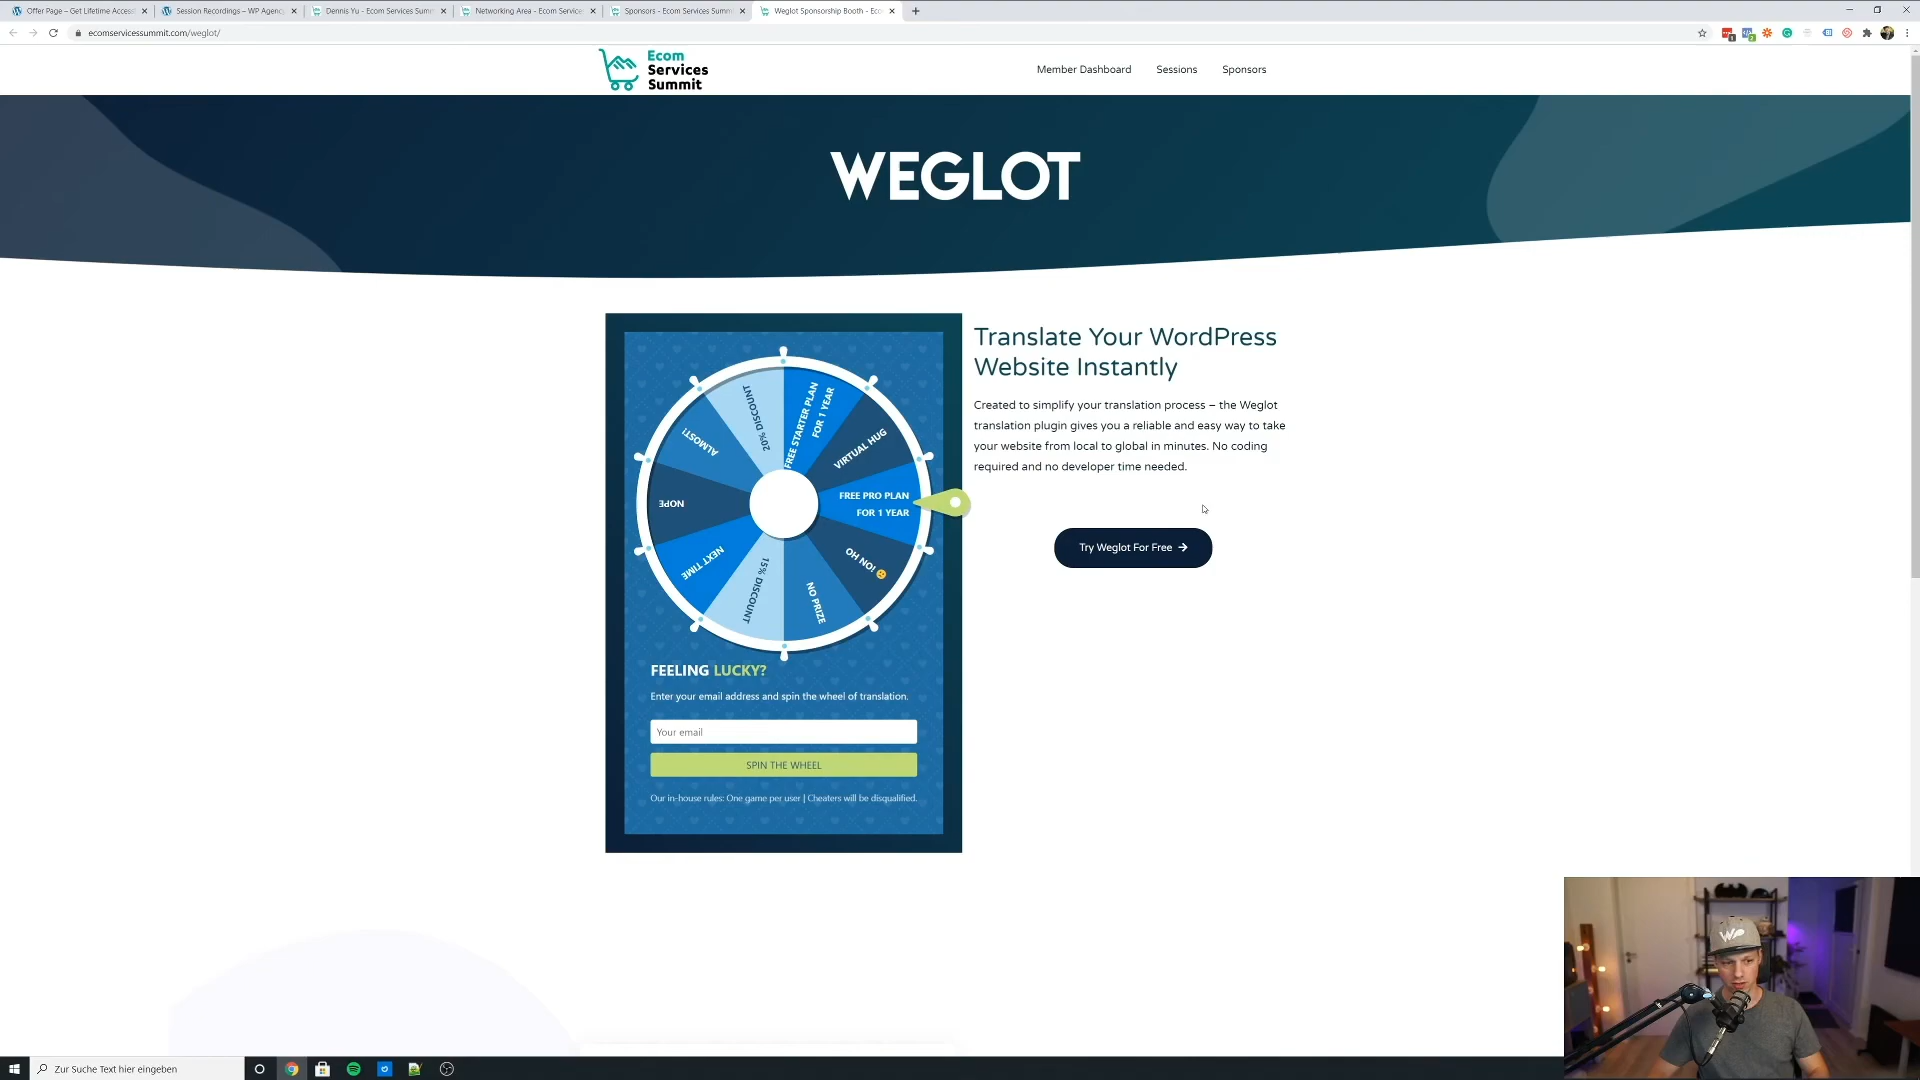 Offer Page – Get Lifetime Access
Session Recordings – WP Agency
Dennis Yu - Ecom Services Summ
Networking Area - Ecom Services
Sponsors - Ecom Services Summ
Weglot Sponsorship Booth - Eco
ecomservicessummit.com/weglot/
Ecom
Services
Summit
Member Dashboard
Sessions
Sponsors
WEGLOT
20% DISCOUNT
FREE STARTER PLAN
FOR 1 YEAR
ALMOST!
VIRTUAL HUG
NOPE
FREE PRO PLAN
FOR 1 YEAR
NEXT TIME
OH NO!
15% DISCOUNT
NO PRIZE
FEELING LUCKY?
Enter your email address and spin the wheel of translation.
Your email
SPIN THE WHEEL
Our in-house rules: One game per user | Cheaters will be disqualified.
Translate Your WordPress
Website Instantly
Created to simplify your translation process – the Weglot
translation plugin gives you a reliable and easy way to take
your website from local to global in minutes. No coding
required and no developer time needed.
Try Weglot For Free
WP
Zur Suche Text hier eingeben